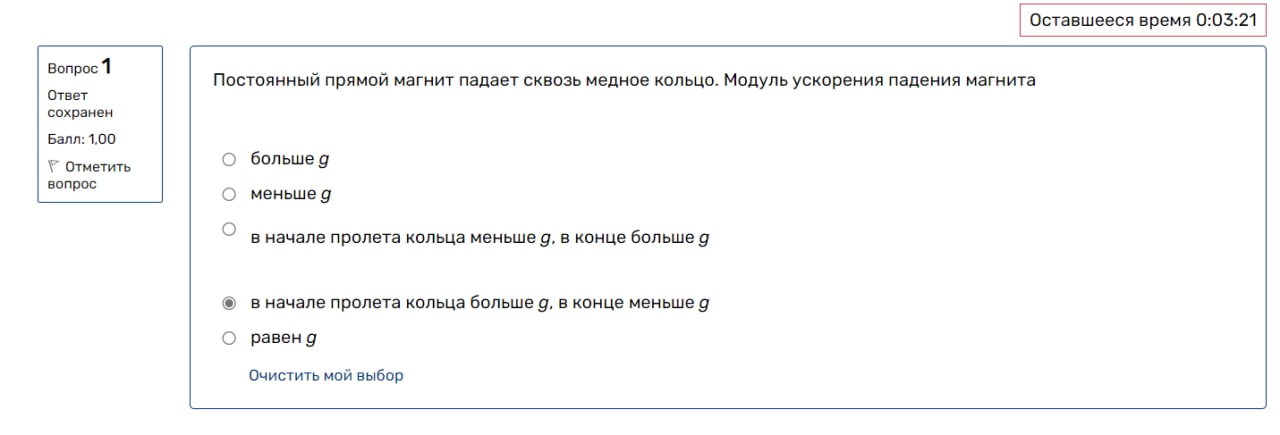 Оставшееся время 0:03:21
Вопрос 1
Ответ
сохранен
Балл: 1,00
Отметить
вопрос
Постоянный прямой магнит падает сквозь медное кольцо. Модуль ускорения падения магнита
больше g
меньше g
в начале пролета кольца меньше g, в конце больше g
в начале пролета кольца больше g, в конце меньше g
равен g
Очистить мой выбор